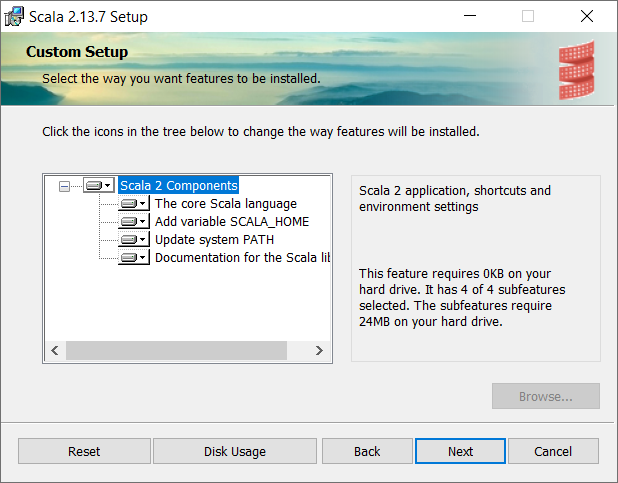 Scala 2.13.7 Setup
Custom Setup
Select the way you want features to be installed.
Click the icons in the tree below to change the way features will be installed.
Scala 2 Components
The core Scala language
Add variable SCALA_HOME
Update system PATH
Documentation for the Scala lib
Scala 2 application, shortcuts and
environment settings
This feature requires 0KB on your
hard drive. It has 4 of 4 subfeatures
selected. The subfeatures require
24MB on your hard drive.
Browse...
Reset
Disk Usage
Back
Next
Cancel